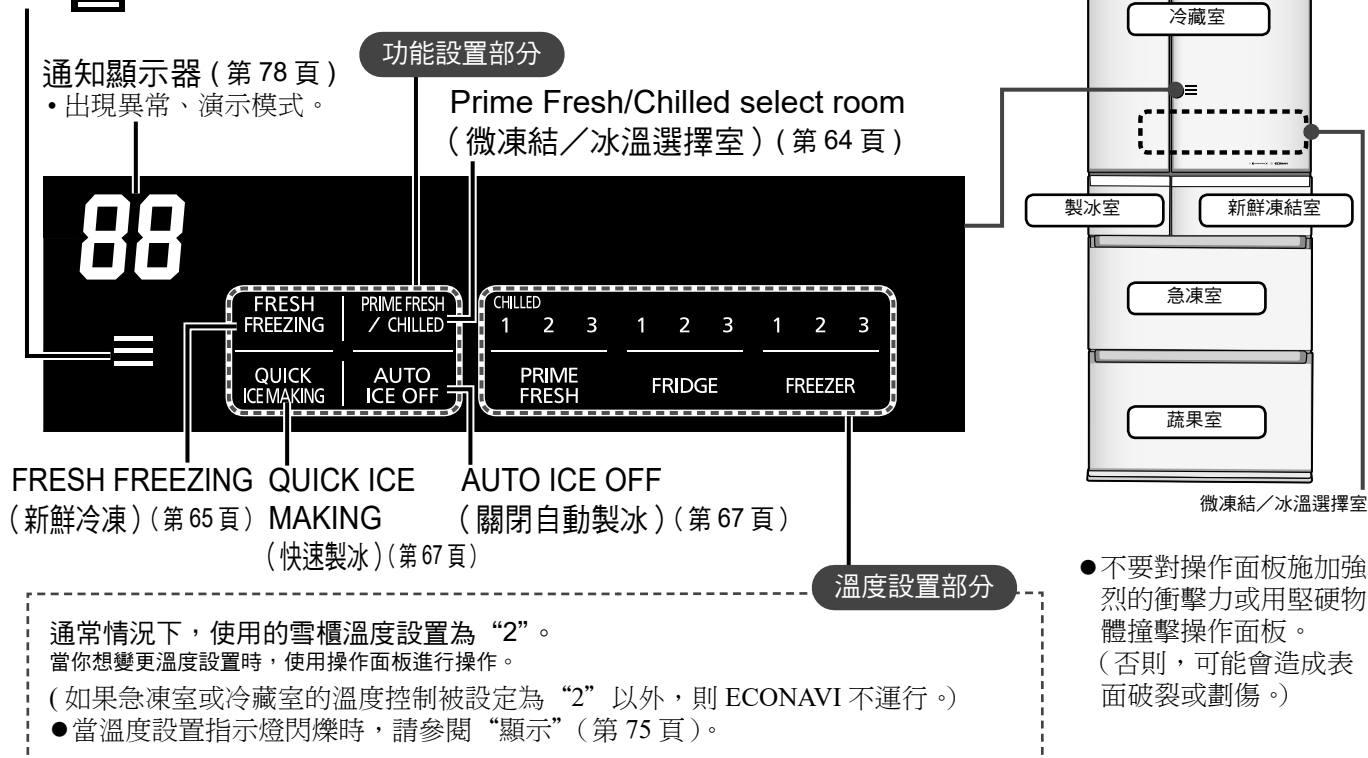 通知顯示器 ( 第 78 頁 )
• 出現異常、演示模式。
功能設置部分
Prime Fresh/Chilled select room
（微凍結／冰溫選擇室）( 第 64 頁 )
88
FRESH
FREEZING
PRIME FRESH
/ CHILLED
QUICK
ICE MAKING
AUTO
ICE OFF
CHILLED
1 2 3 1 2 3 1 2 3
PRIME
FRESH
FRIDGE
FREEZER
FRESH FREEZING
（新鮮冷凍）( 第 65 頁 )
QUICK ICE
MAKING
（快速製冰）( 第 67 頁 )
AUTO ICE OFF
（關閉自動製冰）( 第 67 頁 )
溫度設置部分
通常情況下，使用的雪櫃溫度設置為“2”。
當你想變更溫度設置時，使用操作面板進行操作。
( 如果急凍室或冷藏室的溫度控制被設定為“2”以外，則 ECONAVI 不運行。)
●當溫度設置指示燈閃爍時，請參閱“顯示”( 第 75 頁 )。
冷藏室
製冰室
新鮮凍結室
急凍室
蔬果室
微凍結／冰溫選擇室
●不要對操作面板施加強
烈的衝擊力或用堅硬物
體撞擊操作面板。
（否則，可能會造成表
面破裂或劃傷。）